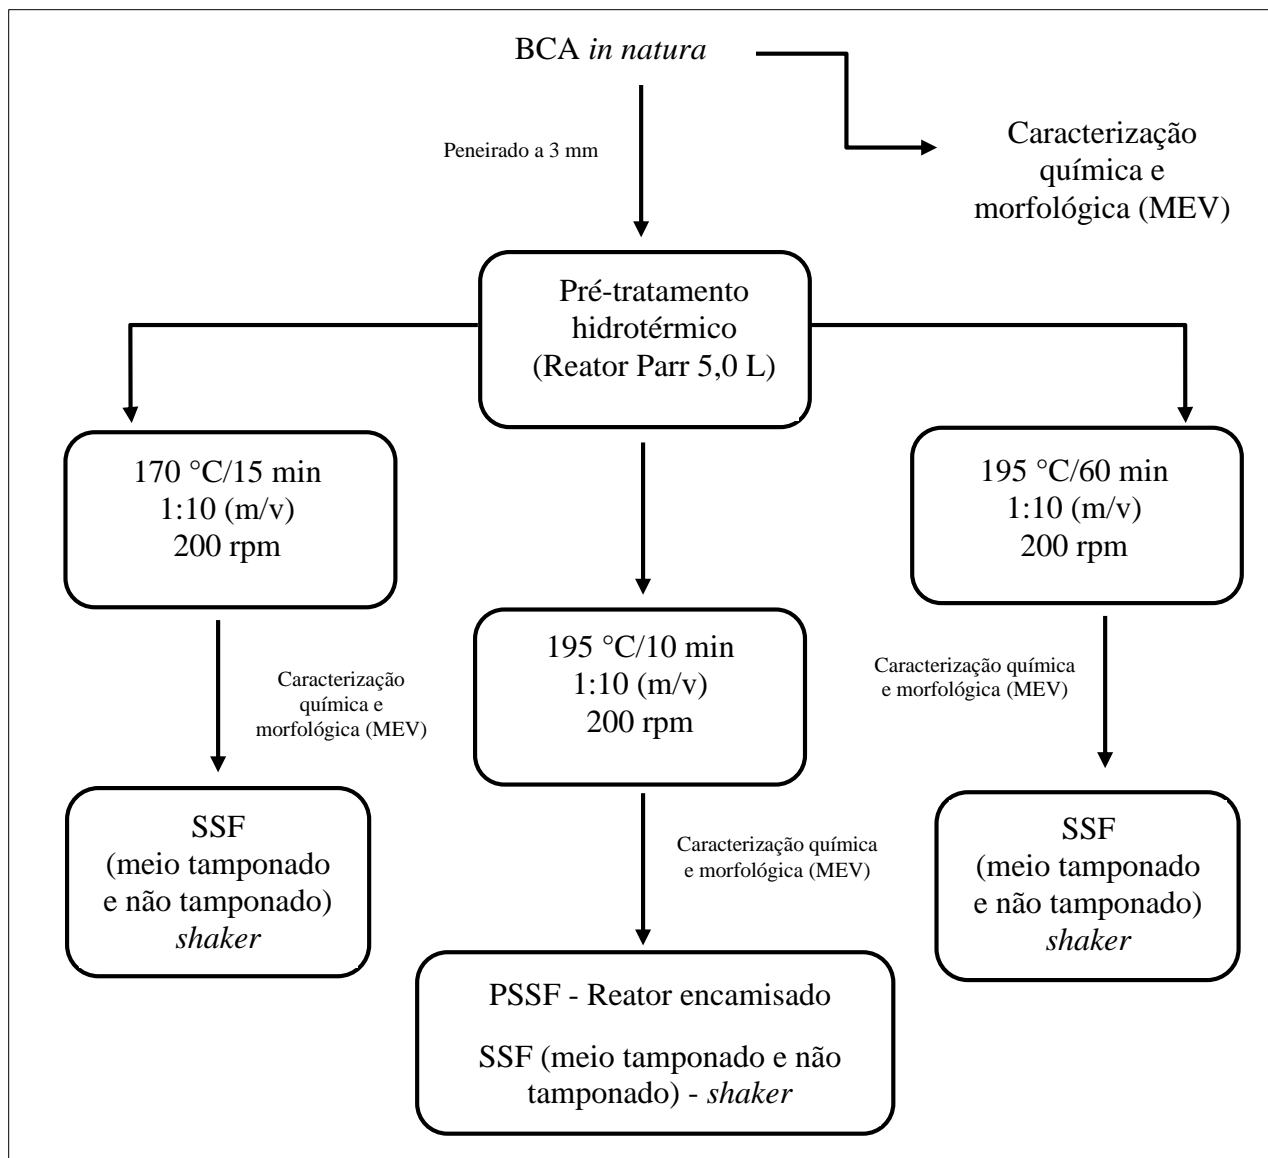 BCA in natura
Peneirado a 3 mm
Caracterização
química e
morfológica (MEV)
Pré-tratamento
hidrotérmico
(Reator Parr 5,0 L)
170 °C/15 min
1:10 (m/v)
200 rpm
195 °C/10 min
1:10 (m/v)
200 rpm
195 °C/60 min
1:10 (m/v)
200 rpm
Caracterização
química e
morfológica (MEV)
Caracterização química
e morfológica (MEV)
Caracterização química
e morfológica (MEV)
SSF
(meio tamponado
e não tamponado)
shaker
PSSF - Reator encamisado
SSF (meio tamponado e não
tamponado) - shaker
SSF
(meio tamponado
e não tamponado)
shaker